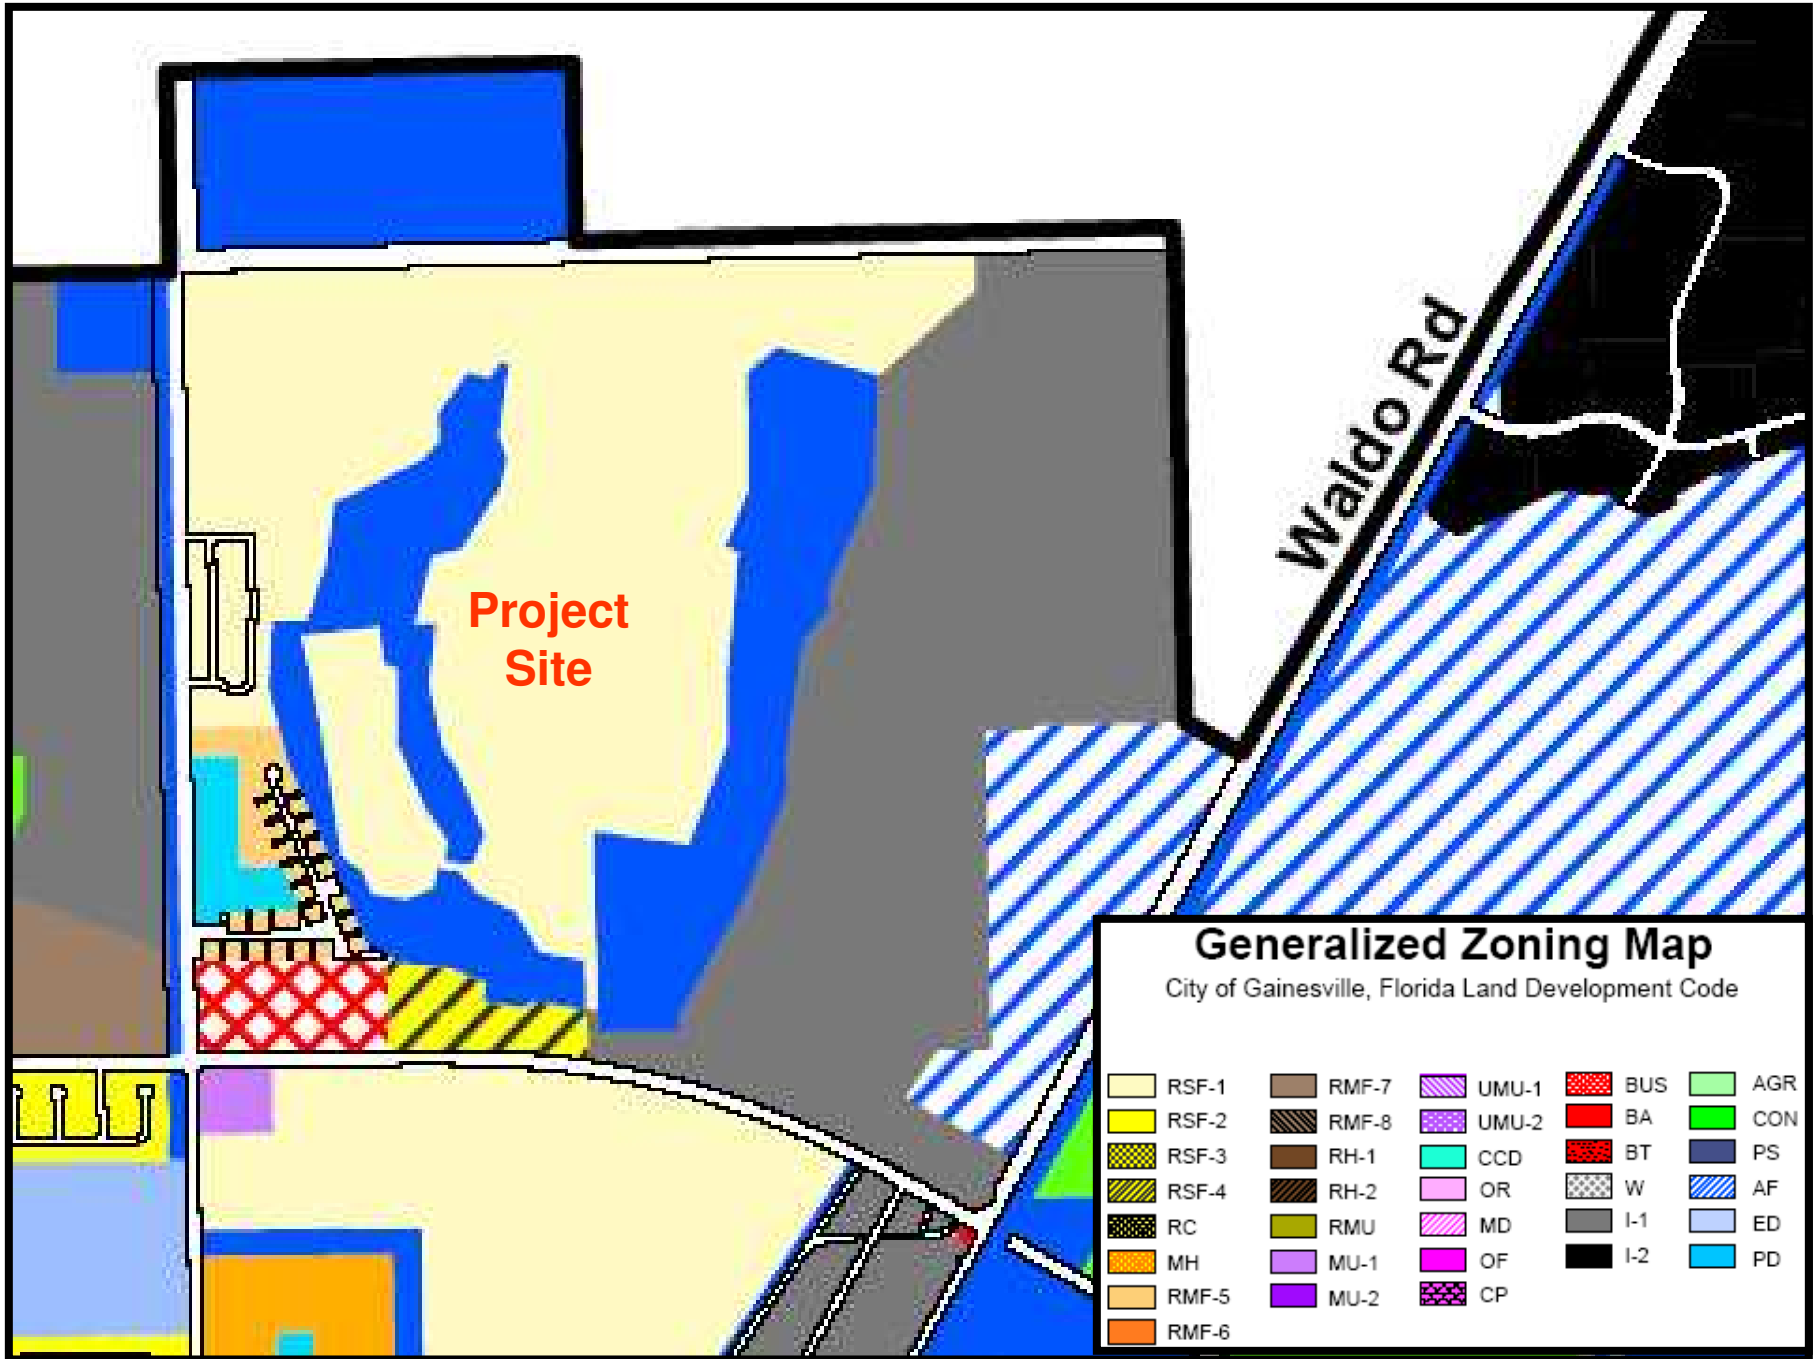 Waldo Rd
Project
Site
Generalized Zoning Map
City of Gainesville, Florida Land Development Code
RSF-1
RSF-2
RSF-3
RSF-4
RC
MH
RMF-5
RMF-6
RMF-7
RMF-8
RH-1
RH-2
RMU
MU-1
MU-2
UMU-1
UMU-2
CCD
OR
MD
OF
CP
BUS
BA
BT
W
I-1
I-2
AGR
CON
PS
AF
ED
PD